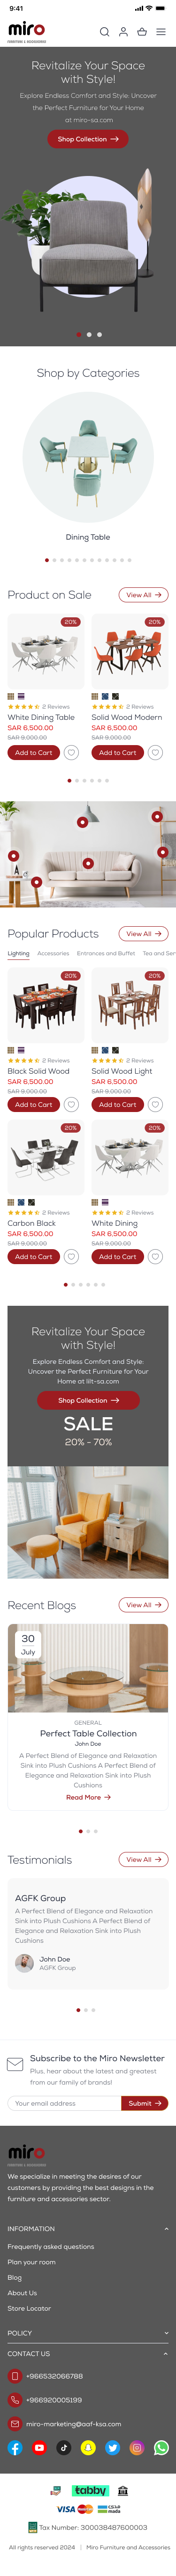 9:41
miro
FURNITURE & ACCESSORIES
Revitalize Your Space
with Style!
Explore Endless Comfort and Style: Uncover
the Perfect Furniture for Your Home
at miro-sa.com
Shop Collection
Shop by Categories
Dining Table
Product on Sale
View All
20%
20%
2 Reviews
2 Reviews
White Dining Table
Solid Wood Modern
SAR 6,500.00
SAR 6,500.00
SAR 9,000.00
SAR 9,000.00
Add to Cart
Add to Cart
Popular Products
View All
Lighting
Accessories
Entrances and Buffet
Tea and Ser
20%
20%
2 Reviews
2 Reviews
Black Solid Wood
Solid Wood Light
SAR 6,500.00
SAR 6,500.00
SAR 9,000.00
SAR 9,000.00
Add to Cart
Add to Cart
20%
20%
2 Reviews
2 Reviews
Carbon Black
White Dining
SAR 6,500.00
SAR 6,500.00
SAR 9,000.00
SAR 9,000.00
Add to Cart
Add to Cart
Revitalize Your Space
with Style!
Explore Endless Comfort and Style:
Uncover the Perfect Furniture for Your
Home at lilt-sa.com
Shop Collection
SALE
20% - 70%
Recent Blogs
View All
30
July
GENERAL
Perfect Table Collection
John Doe
A Perfect Blend of Elegance and Relaxation
Sink into Plush Cushions A Perfect Blend of
Elegance and Relaxation Sink into Plush
Cushions
Read More
Testimonials
View All
AGFK Group
A Perfect Blend of Elegance and Relaxation
Sink into Plush Cushions A Perfect Blend of
Elegance and Relaxation Sink into Plush
Cushions
John Doe
AGFK Group
Subscribe to the Miro Newsletter
Plus, hear about the latest and greatest
from our family of brands!
Your email address
Submit
miro
FURNITURE & ACCESSORIES
We specialize in meeting the desires of our
customers by providing the best designs in the
furniture and accessories sector.
INFORMATION
Frequently asked questions
Plan your room
Blog
About Us
Store Locator
POLICY
CONTACT US
+966532066788
+966920005199
miro-marketing@aaf-ksa.com
tabby
VISA
mada
Tax Number: 300038487600003
All rights reserved 2024
Miro Furniture and Accessories